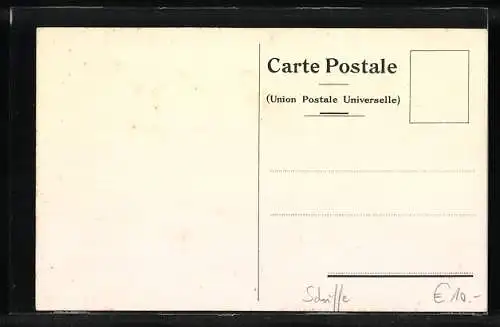 Carte Postale
(Union Postale Universelle)
Schiffe € 10.-